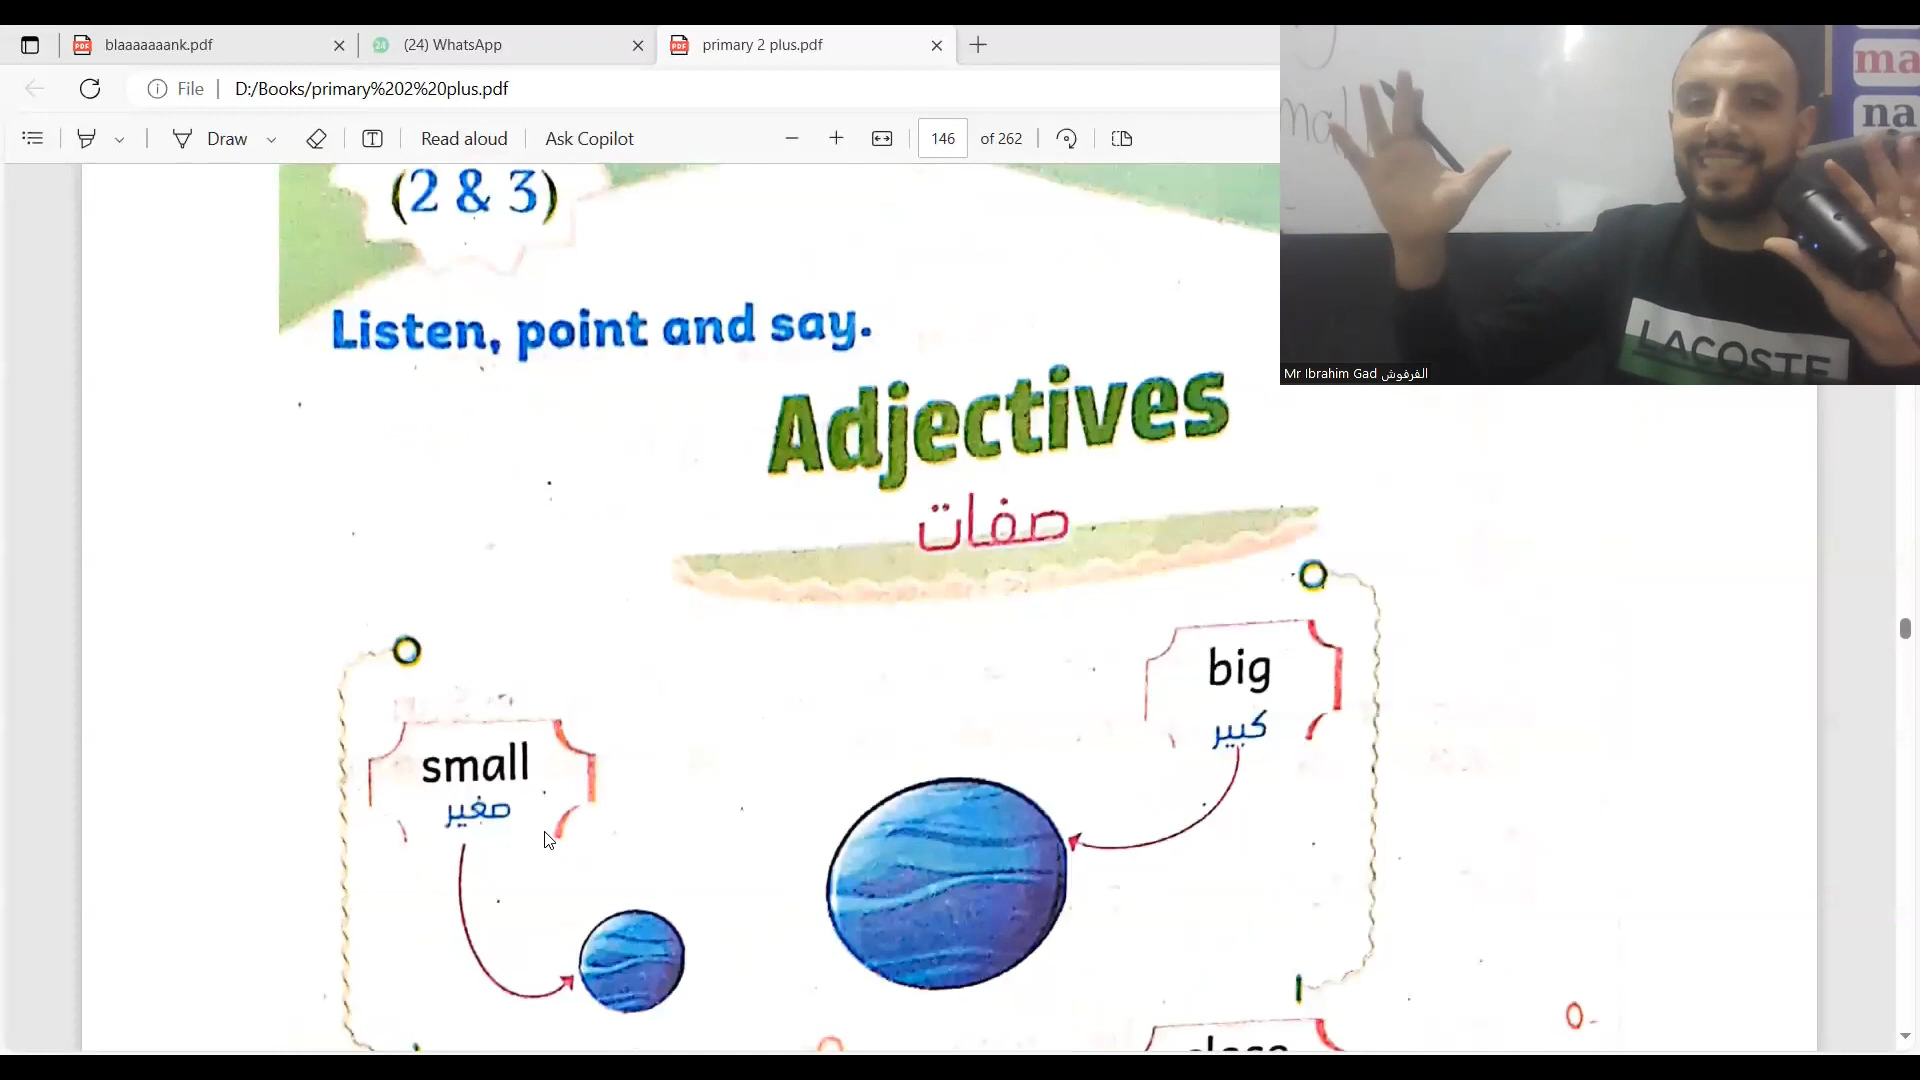 blaaaaaaank.pdf
(24) WhatsApp
primary 2 plus.pdf
File
D:/Books/primary%202%20plus.pdf
Draw
Read aloud
Ask Copilot
146 of 262
ma
na
LACOSTE
Mr Ibrahim Gad الفرفوش
(2 & 3)
Listen, point and say.
Adjectives
صفات
big
كبير
small
صغير